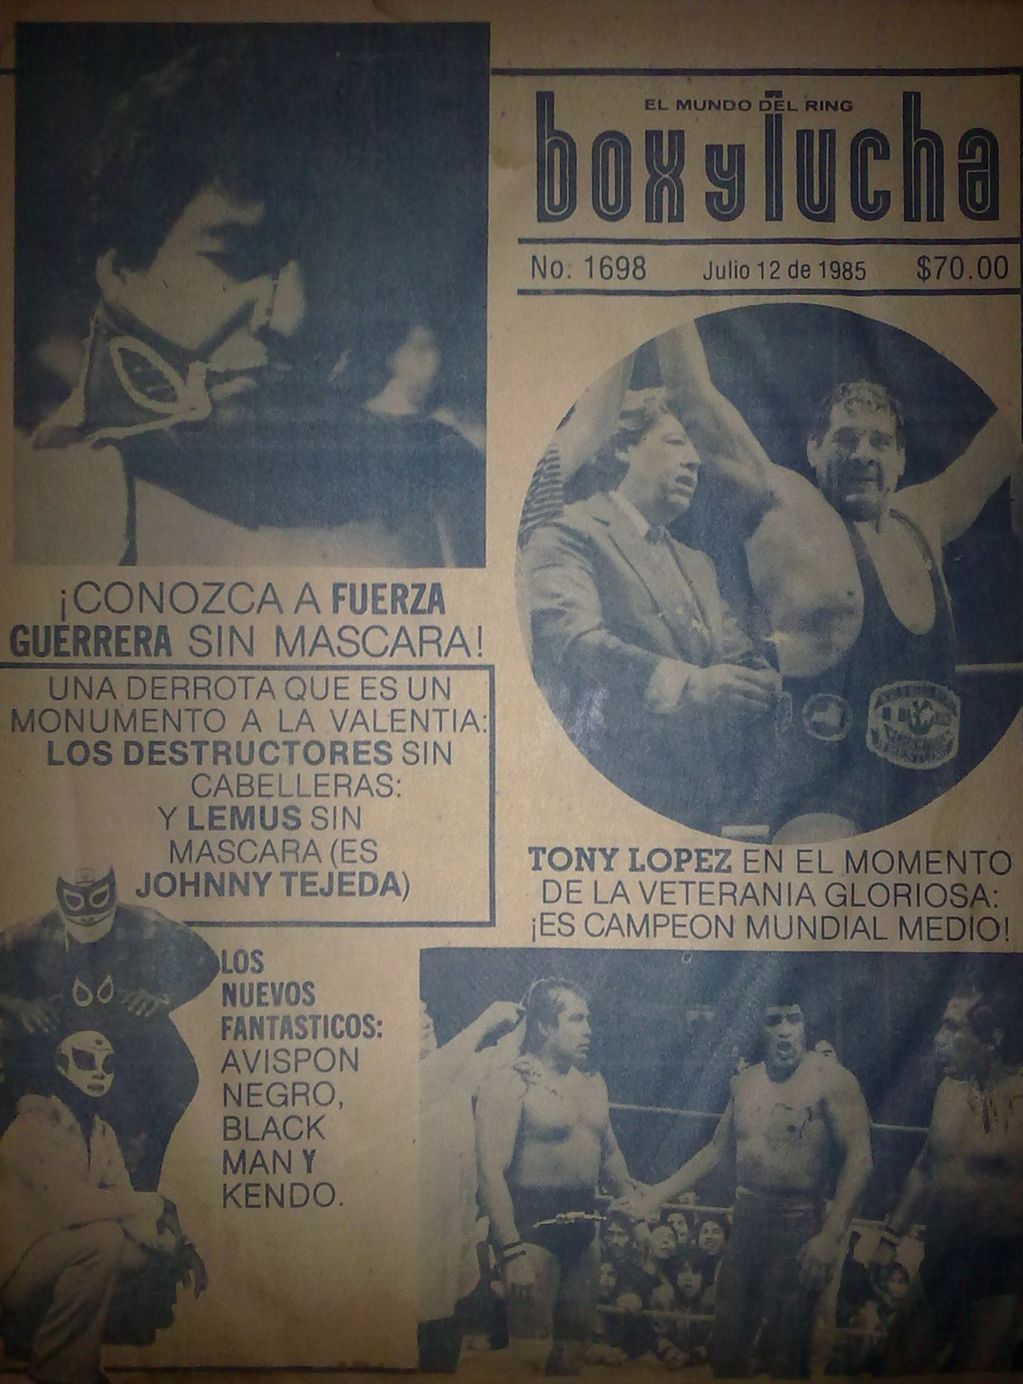 EL MUNDO DEL RING
box y lucha
No. 1698 Julio 12 de 1985 $70.00
¡CONOZCA A FUERZA
GUERRERA SIN MASCARA!
UNA DERROTA QUE ES UN
MONUMENTO A LA VALENTIA:
LOS DESTRUCTORES SIN
CABELLERAS:
Y LEMUS SIN
MASCARA (ES
JOHNNY TEJEDA)
TONY LOPEZ EN EL MOMENTO
DE LA VETERANIA GLORIOSA:
¡ES CAMPEON MUNDIAL MEDIO!
LOS
NUEVOS
FANTASTICOS:
AVISPON
NEGRO,
BLACK
MAN Y
KENDO.